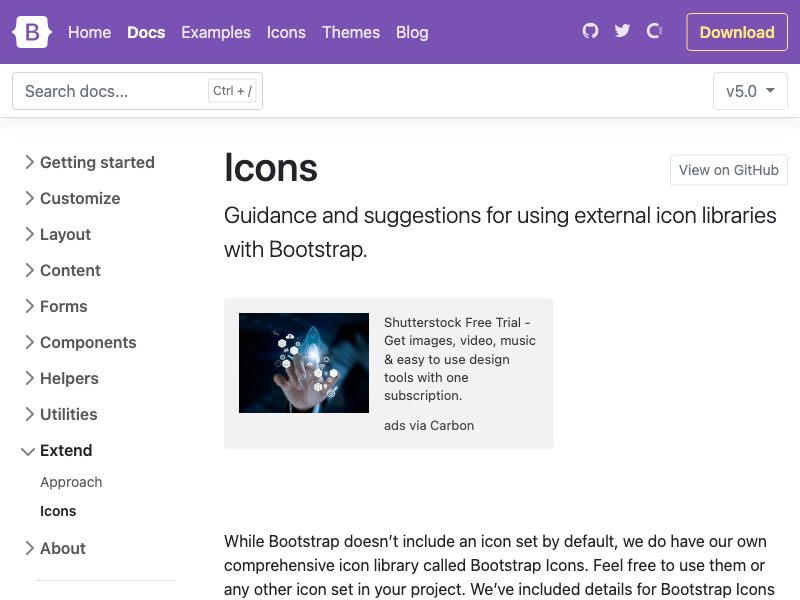 B Home Docs Examples Icons Themes Blog Download
Search docs... Ctrl + / v5.0
Getting started
Customize
Layout
Content
Forms
Components
Helpers
Utilities
Extend
Approach
Icons
About
Icons
View on GitHub
Guidance and suggestions for using external icon libraries
with Bootstrap.
Shutterstock Free Trial -
Get images, video, music
& easy to use design
tools with one
subscription.
ads via Carbon
While Bootstrap doesn’t include an icon set by default, we do have our own
comprehensive icon library called Bootstrap Icons. Feel free to use them or
any other icon set in your project. We’ve included details for Bootstrap Icons